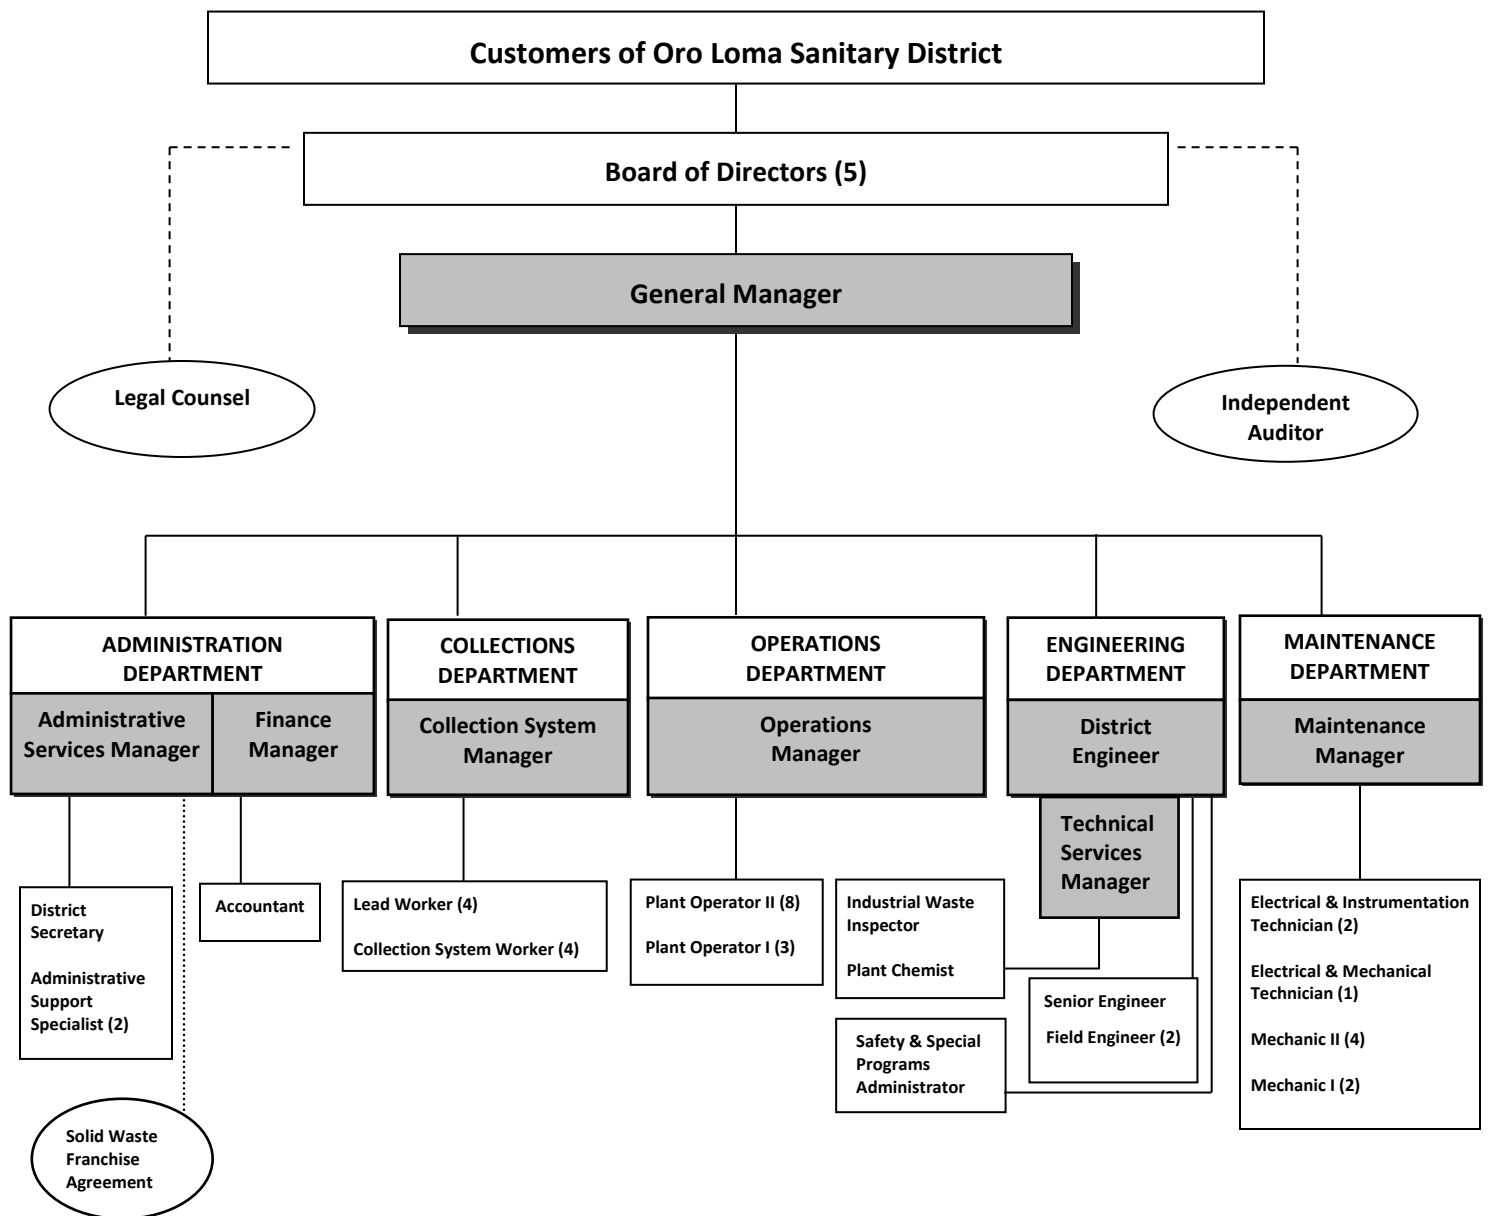 Customers of Oro Loma Sanitary District
Board of Directors (5)
General Manager
Legal Counsel
Independent
Auditor
ADMINISTRATION
DEPARTMENT
Administrative
Services Manager
Finance
Manager
COLLECTIONS
DEPARTMENT
Collection System
Manager
OPERATIONS
DEPARTMENT
Operations
Manager
ENGINEERING
DEPARTMENT
District
Engineer
Technical
Services
Manager
MAINTENANCE
DEPARTMENT
Maintenance
Manager
District
Secretary
Administrative
Support
Specialist (2)
Accountant
Lead Worker (4)
Collection System Worker (4)
Plant Operator II (8)
Plant Operator I (3)
Industrial Waste
Inspector
Plant Chemist
Senior Engineer
Field Engineer (2)
Safety & Special
Programs
Administrator
Electrical & Instrumentation
Technician (2)
Electrical & Mechanical
Technician (1)
Mechanic II (4)
Mechanic I (2)
Solid Waste
Franchise
Agreement